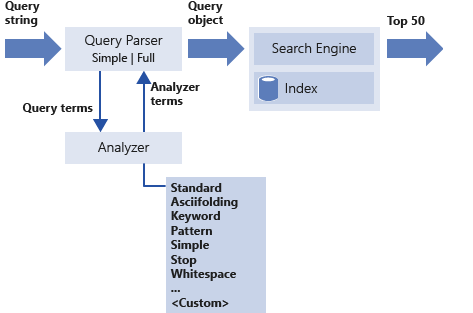 Query
string
Query Parser
Simple | Full
Query
object
Search Engine
Index
Top 50
Query terms
Analyzer
terms
Analyzer
Standard
Asciifolding
Keyword
Pattern
Simple
Stop
Whitespace
...
<Custom>